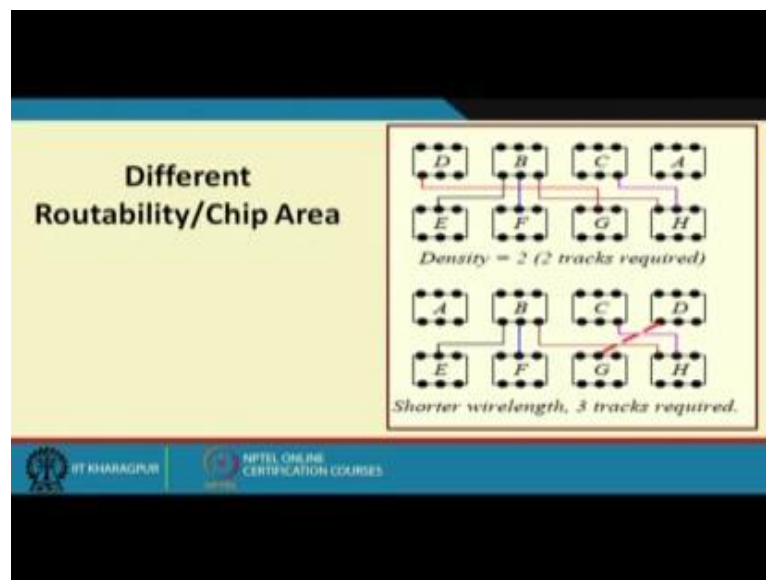 Different
Routability/Chip Area
D B C A
E F G H
Density = 2 (2 tracks required)
A B C D
E F G H
Shorter wirelength, 3 tracks required.
IIT KHARAGPUR
NPTEL ONLINE
CERTIFICATION COURSES
NPTEL